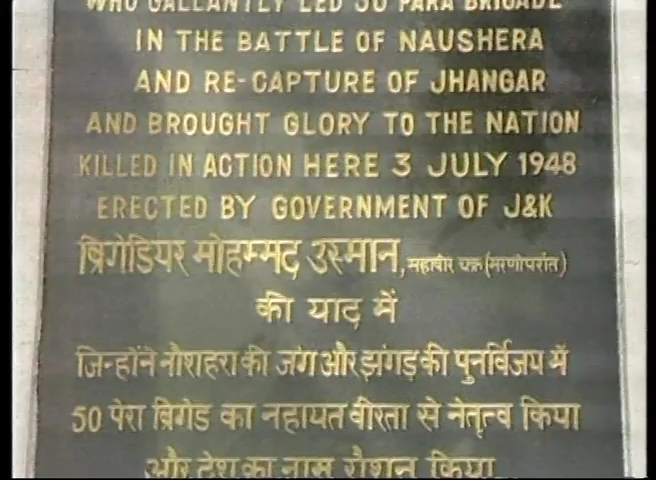 WHO GALLANTLY LED 50 PARA BRIGADE
IN THE BATTLE OF NAUSHERA
AND RE-CAPTURE OF JHANGAR
AND BROUGHT GLORY TO THE NATION
KILLED IN ACTION HERE 3 JULY 1948
ERECTED BY GOVERNMENT OF J&K
ब्रिगेडियर मोहम्मद उस्मान, महावीर चक्र (मरणोपरांत)
की याद में
जिन्होंने नौशहरा की जंग और झंगड़ की पुनर्विजय में
50 पेरा ब्रिगेड का नहायत वीरता से नेतृत्व किया
और देश का नाम रौशन किया